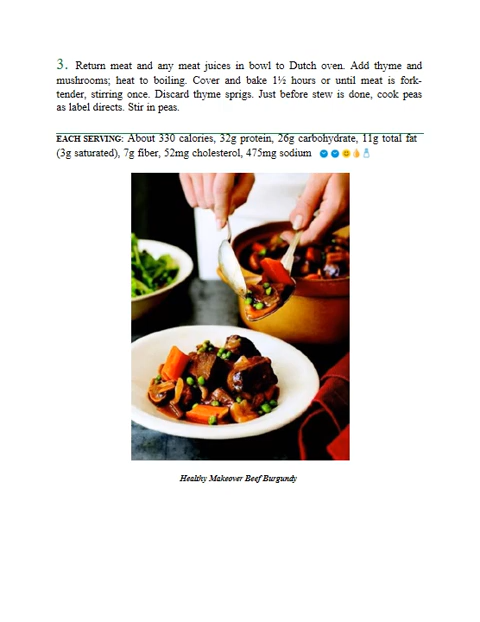 3. Return meat and any meat juices in bowl to Dutch oven. Add thyme and
mushrooms; heat to boiling. Cover and bake 1½ hours or until meat is fork-
tender, stirring once. Discard thyme sprigs. Just before stew is done, cook peas
as label directs. Stir in peas.
EACH SERVING: About 330 calories, 32g protein, 26g carbohydrate, 11g total fat
(3g saturated), 7g fiber, 52mg cholesterol, 475mg sodium
Healthy Makeover Beef Burgundy